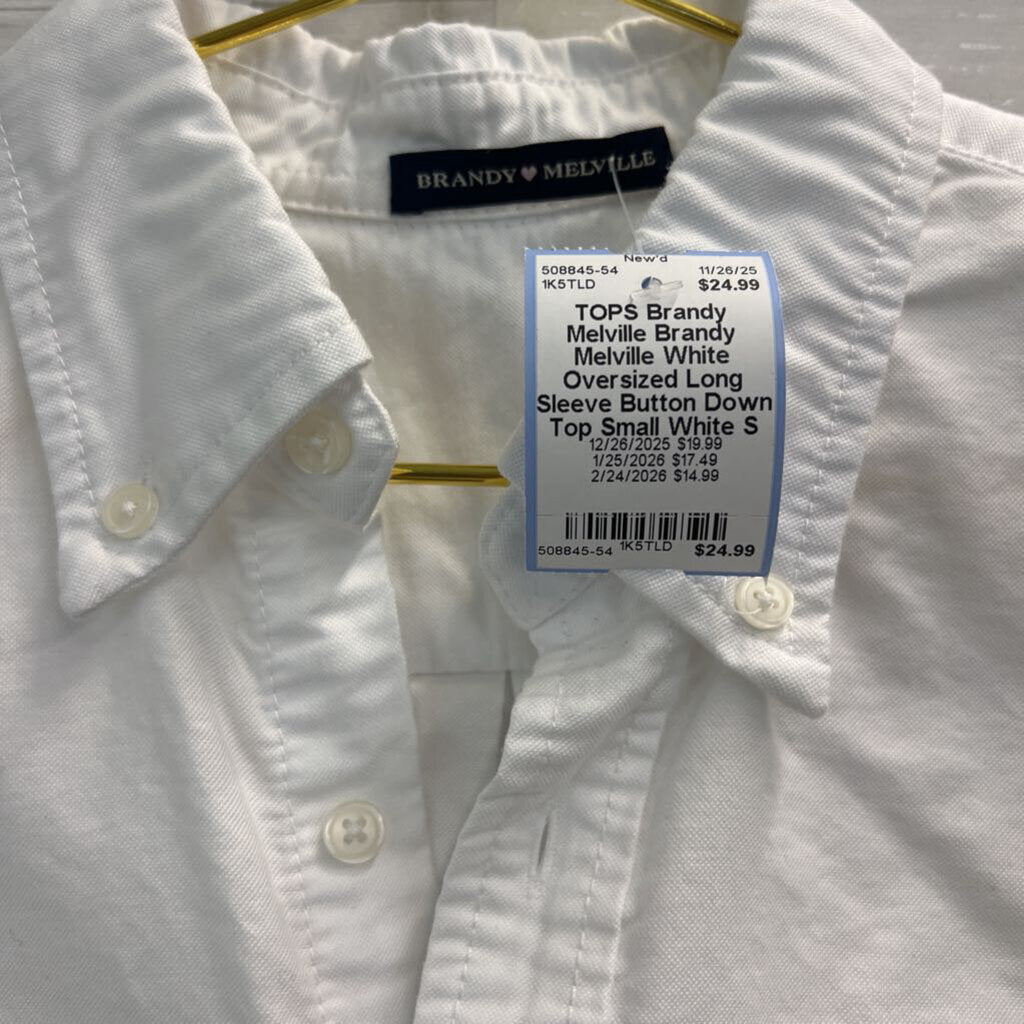 BRANDY ♥ MELVILLE
New'd
508845-54 11/26/25
1K5TLD $24.99
TOPS Brandy
Melville Brandy
Melville White
Oversized Long
Sleeve Button Down
Top Small White S
12/26/2025 $19.99
1/25/2026 $17.49
2/24/2026 $14.99
508845-54 1K5TLD $24.99